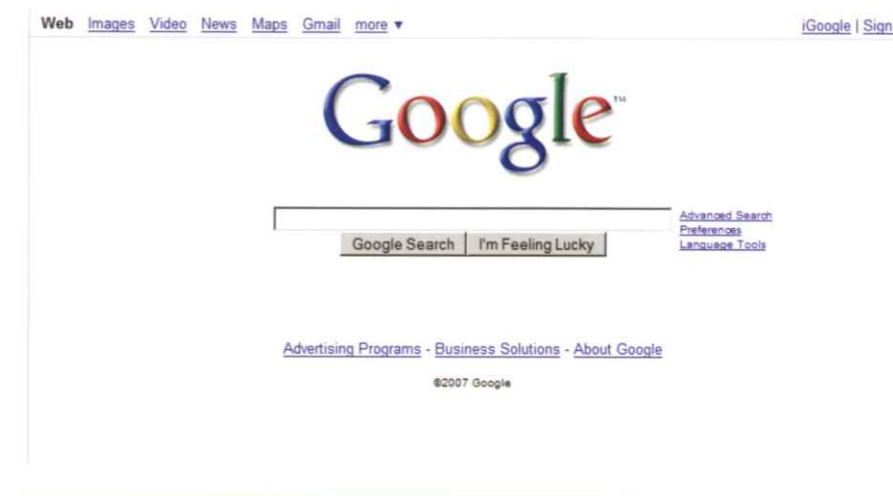 Web Images Video News Maps Gmail more ▼ iGoogle | Sign
Google™
Advanced Search
Preferences
Language Tools
Google Search I'm Feeling Lucky
Advertising Programs - Business Solutions - About Google
©2007 Google